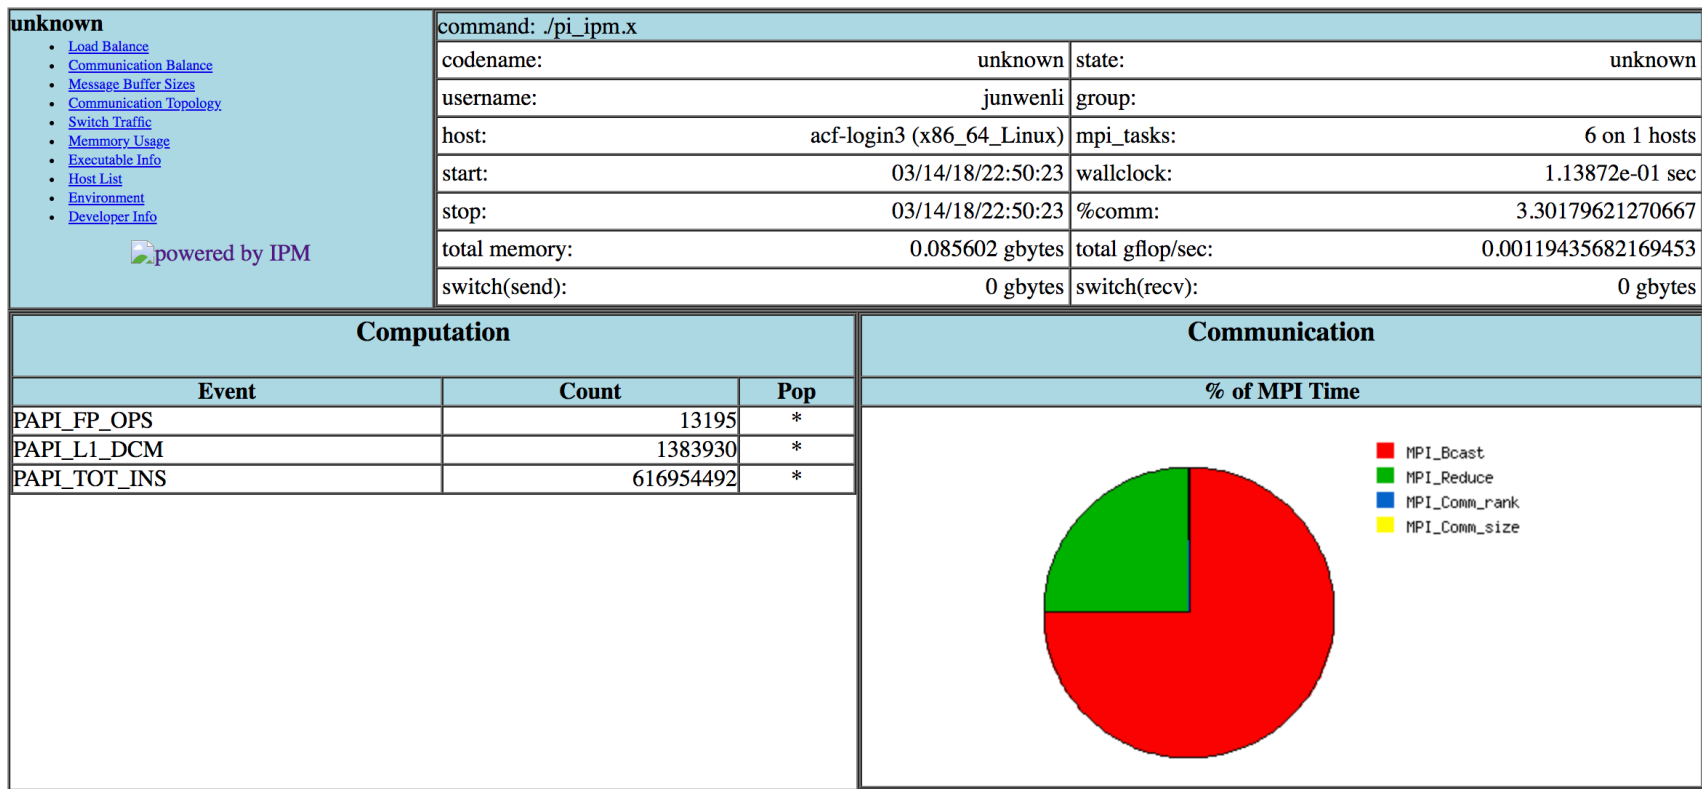 unknown
Load Balance
Communication Balance
Message Buffer Sizes
Communication Topology
Switch Traffic
Memmory Usage
Executable Info
Host List
Environment
Developer Info
powered by IPM
command: ./pi_ipm.x
codename: unknown state: unknown
username: junwenli group:
host: acf-login3 (x86_64_Linux) mpi_tasks: 6 on 1 hosts
start: 03/14/18/22:50:23 wallclock: 1.13872e-01 sec
stop: 03/14/18/22:50:23 %comm: 3.30179621270667
total memory: 0.085602 gbytes total gflop/sec: 0.00119435682169453
switch(send): 0 gbytes switch(recv): 0 gbytes
Computation
Event Count Pop
PAPI_FP_OPS 13195 *
PAPI_L1_DCM 1383930 *
PAPI_TOT_INS 616954492 *
Communication
% of MPI Time
MPI_Bcast
MPI_Reduce
MPI_Comm_rank
MPI_Comm_size